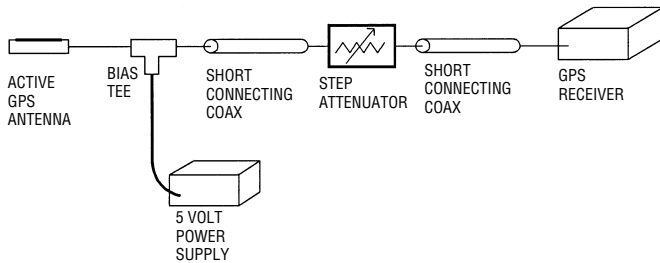 ACTIVE
GPS
ANTENNA
BIAS
TEE
SHORT
CONNECTING
COAX
STEP
ATTENUATOR
SHORT
CONNECTING
COAX
GPS
RECEIVER
5 VOLT
POWER
SUPPLY